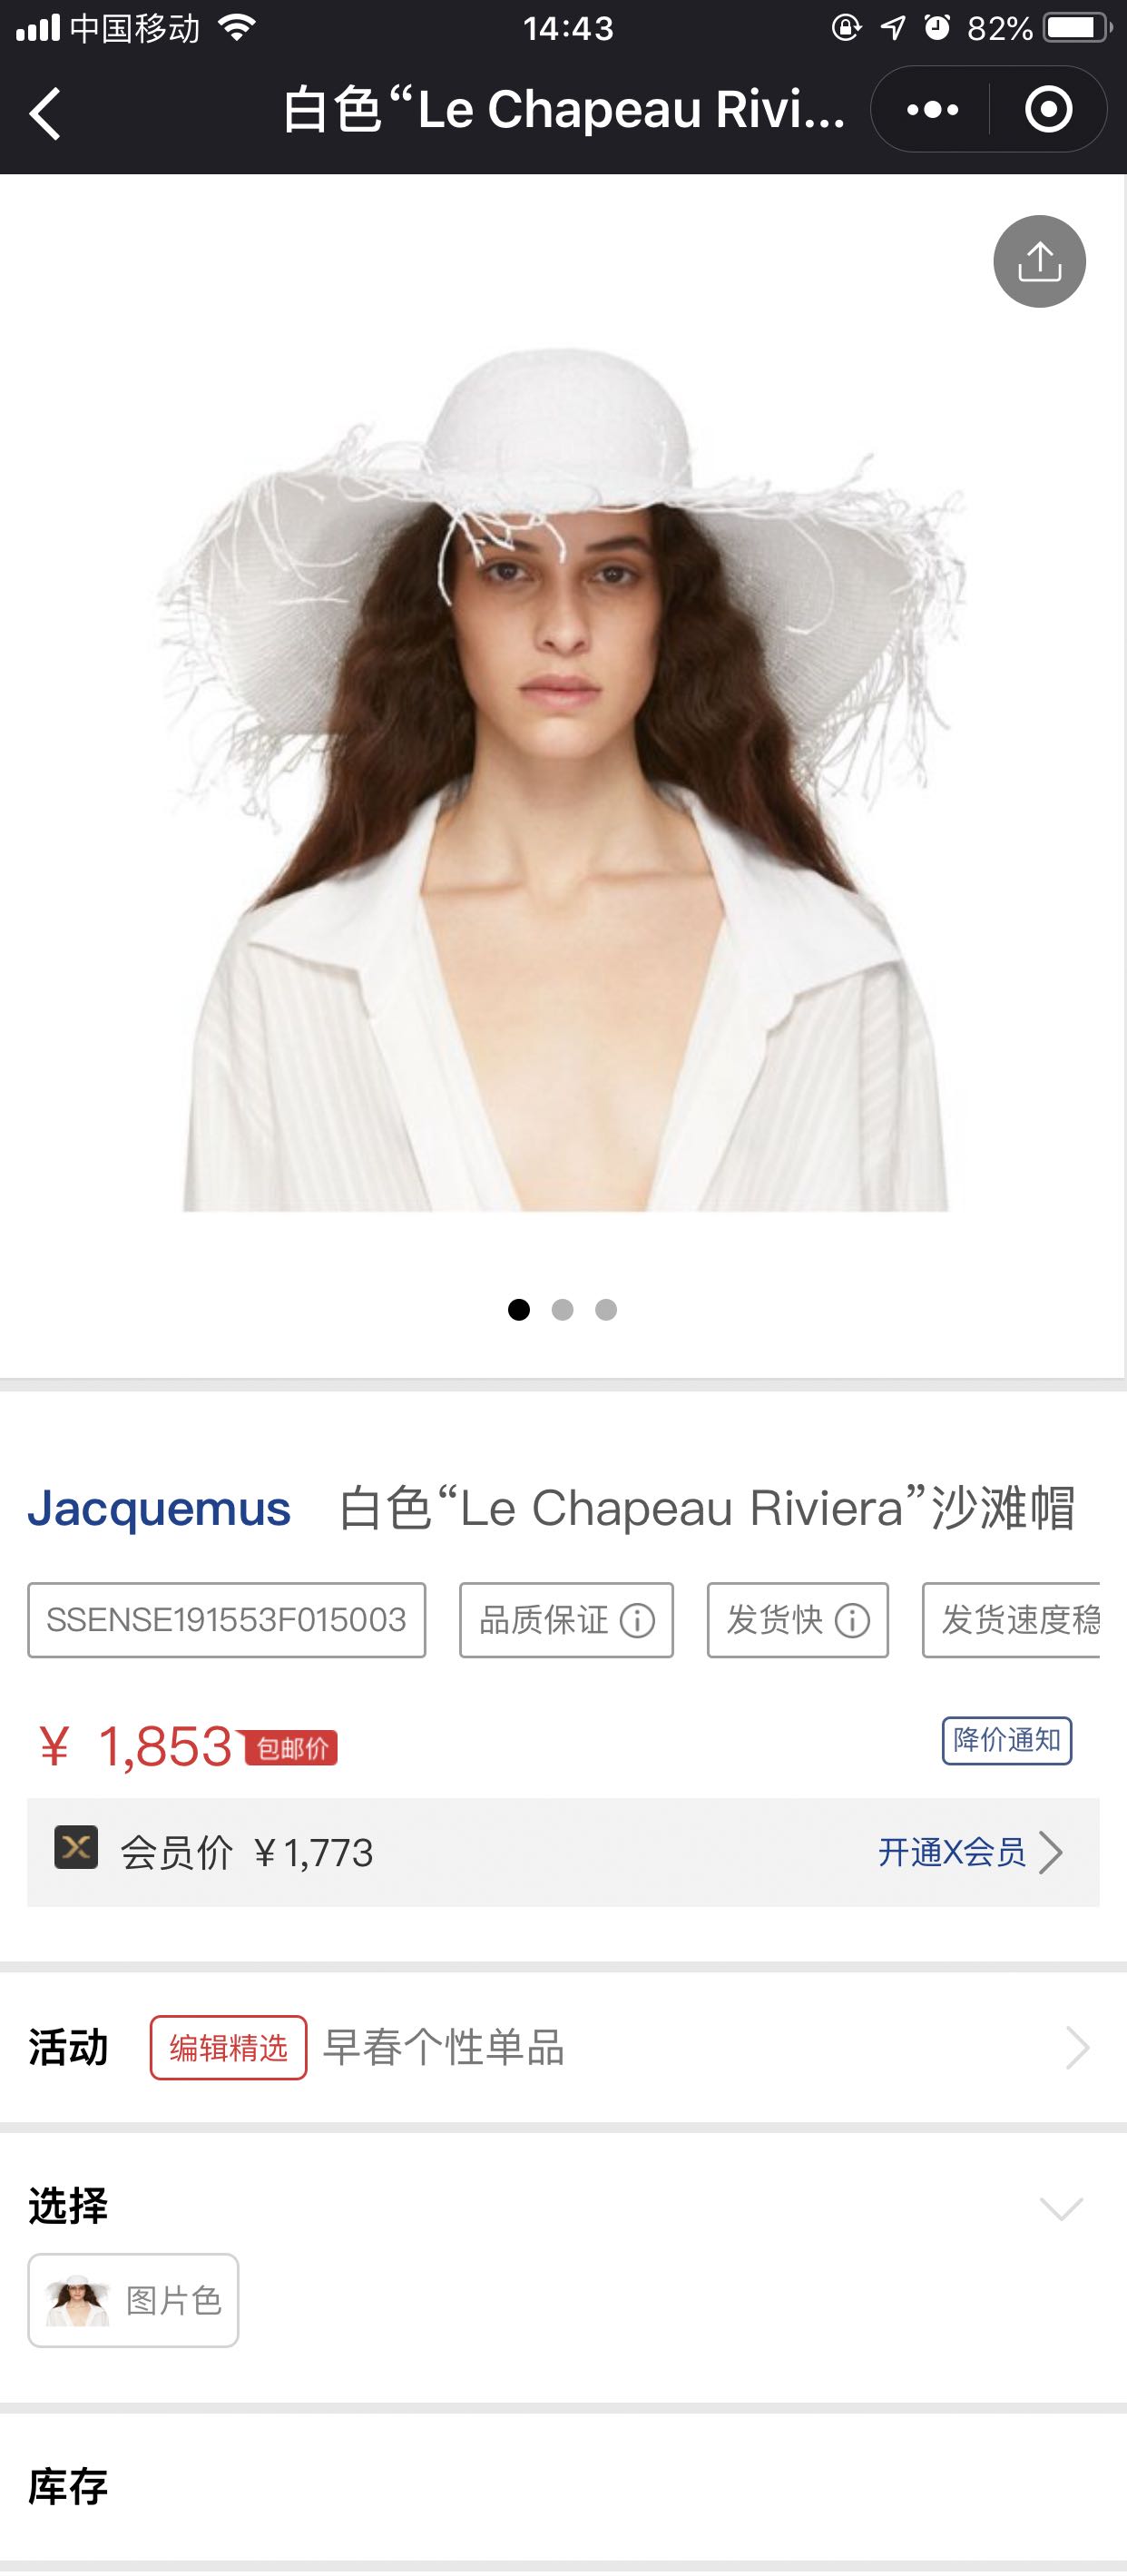 中国移动 14:43 82%
白色“Le Chapeau Rivi...
Jacquemus 白色“Le Chapeau Riviera”沙滩帽
SSENSE191553F015003 品质保证 发货快 发货速度稳
¥ 1,853 包邮价 降价通知
会员价 ¥1,773 开通X会员
活动 编辑精选 早春个性单品
选择
图片色
库存